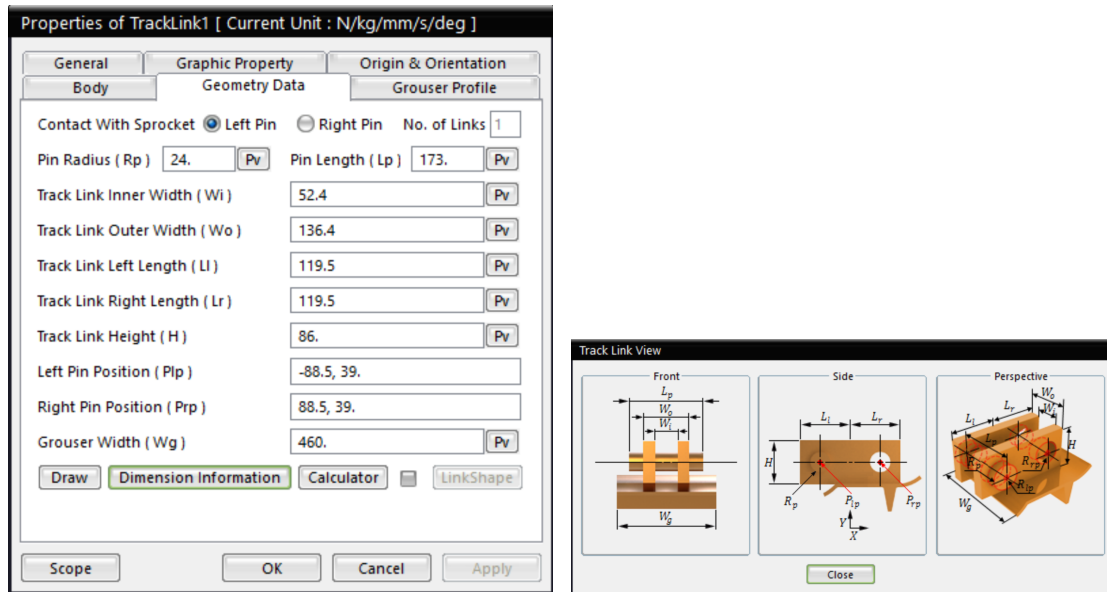 Properties of TrackLink1 [ Current Unit : N/kg/mm/s/deg ]
General Graphic Property Origin & Orientation
Body Geometry Data Grouser Profile
Contact With Sprocket Left Pin Right Pin No. of Links 1
Pin Radius ( Rp ) 24. Pv Pin Length ( Lp ) 173. Pv
Track Link Inner Width ( Wi ) 52.4 Pv
Track Link Outer Width ( Wo ) 136.4 Pv
Track Link Left Length ( Ll ) 119.5 Pv
Track Link Right Length ( Lr ) 119.5 Pv
Track Link Height ( H ) 86. Pv
Left Pin Position ( Plp ) -88.5, 39.
Right Pin Position ( Prp ) 88.5, 39.
Grouser Width ( Wg ) 460. Pv
Draw Dimension Information Calculator LinkShape
Scope OK Cancel Apply
Track Link View
Front Side Perspective
Lp
Wo
Wi
Wg
Ll Lr
H
Rp Plp Prp
Y
X
Wo
Wi
Ll Lr
Lp
H
Rp Rrp
Rlp
Wg
Close